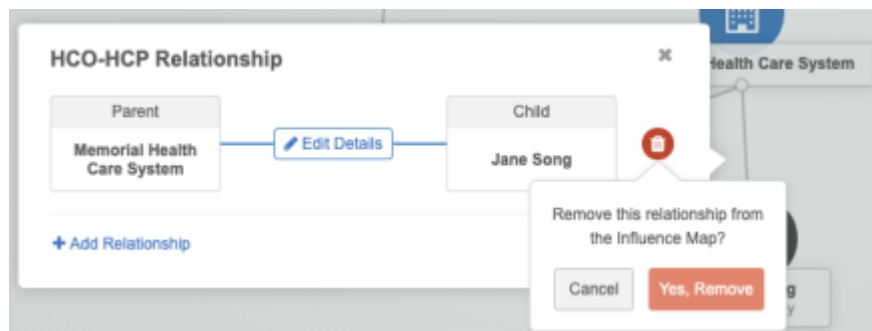 HCO-HCP Relationship
Health Care System
Parent
Child
Memorial Health
Care System
Edit Details
Jane Song
Remove this relationship from
the Influence Map?
Add Relationship
Cancel
Yes, Remove
g
y